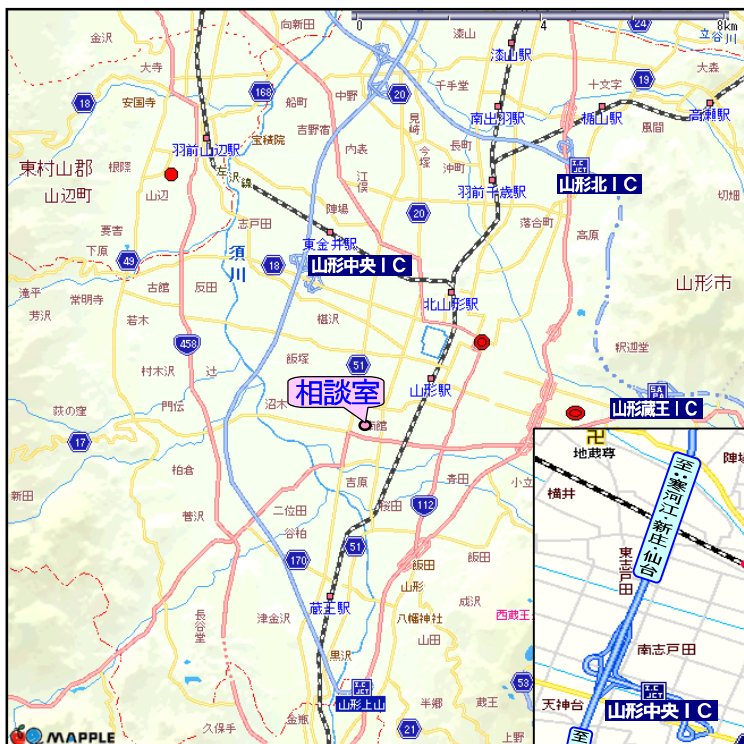 0
4
8km
向新田
漆山
24
立谷川
金沢
漆山駅
大寺
中野
千手堂
十文字
19
大森
168
20
18
安国寺
船町
見崎
南出羽駅
楯山駅
高瀬駅
吉野宿
風間
宝積院
内表
今塚
長町
羽前山辺駅
沖町
東村山郡
山辺町
根際
左沢線
江俣
羽前千歳駅
山形北IC
山辺
切畑
陣場
20
要害
志戸田
落合町
下原
須川
東金井駅
高原
49
18
山形中央IC
滝平
常明寺
古館
反田
北山形駅
山形市
芳沢
若木
椹沢
458
釈迦堂
飯塚
51
村木沢
辻
山形駅
相談室
萩の窪
門伝
沼木
山形蔵王IC
17
柏倉
地蔵尊
陣場
吉原
沓田
小立
横井
新田
菅沢
二位田
桜田
112
至:寒河江・新庄・仙台
谷柏
51
170
飯田
飯田
東志戸田
山形
蔵王駅
成沢
西蔵王
長谷堂
津金沢
八幡神社
山田
南志戸田
黒沢
53
山形上山
半郷
蔵王
天神台
山形中央IC
久保手
金瓶
21
上野
至
MAPPLE